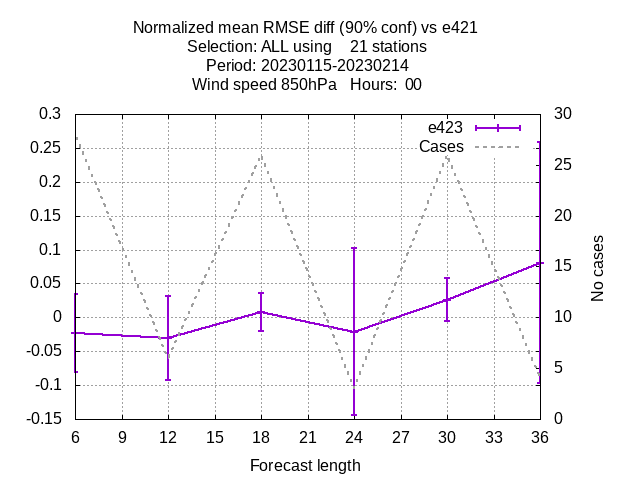 Normalized mean RMSE diff (90% conf) vs e421
Selection: ALL using    21 stations
Period: 20230115-20230214
Wind speed 850hPa   Hours:  00
e423
Cases
0.3
0.25
0.2
0.15
0.1
0.05
0
-0.05
-0.1
-0.15
30
25
20
15
10
5
0
No cases
6 9 12 15 18 21 24 27 30 33 36
Forecast length